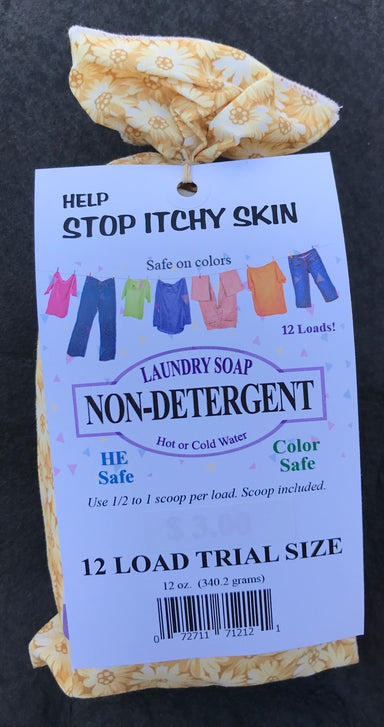 HELP
STOP ITCHY SKIN
Safe on colors
12 Loads!
LAUNDRY SOAP
NON-DETERGENT
Hot or Cold Water
HE
Safe
Color
Safe
Use 1/2 to 1 scoop per load. Scoop included.
$ 3.00
12 LOAD TRIAL SIZE
12 oz. (340.2 grams)
0 72711 71212 1